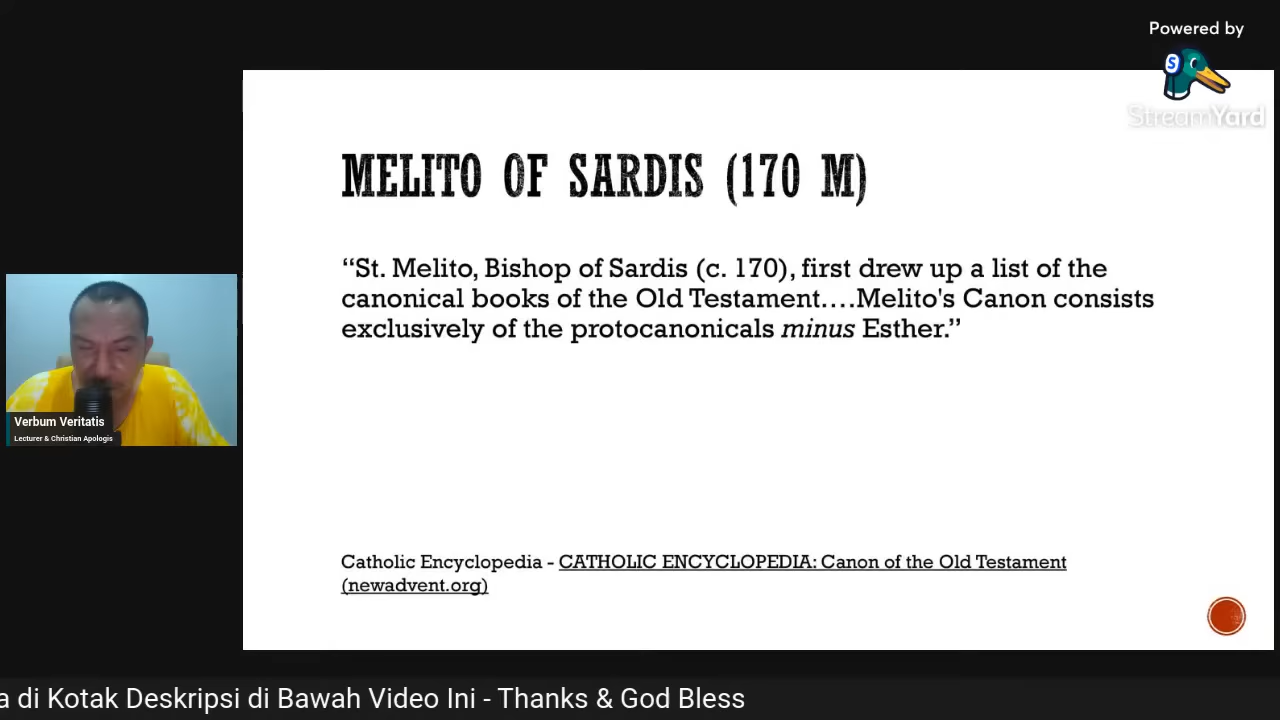 Powered by
S
StreamYard
MELITO OF SARDIS (170 M)
“St. Melito, Bishop of Sardis (c. 170), first drew up a list of the
canonical books of the Old Testament….Melito's Canon consists
exclusively of the protocanonicals minus Esther.”
Verbum Veritatis
Lecturer & Christian Apologis
Catholic Encyclopedia - CATHOLIC ENCYCLOPEDIA: Canon of the Old Testament
(newadvent.org)
a di Kotak Deskripsi di Bawah Video Ini - Thanks & God Bless